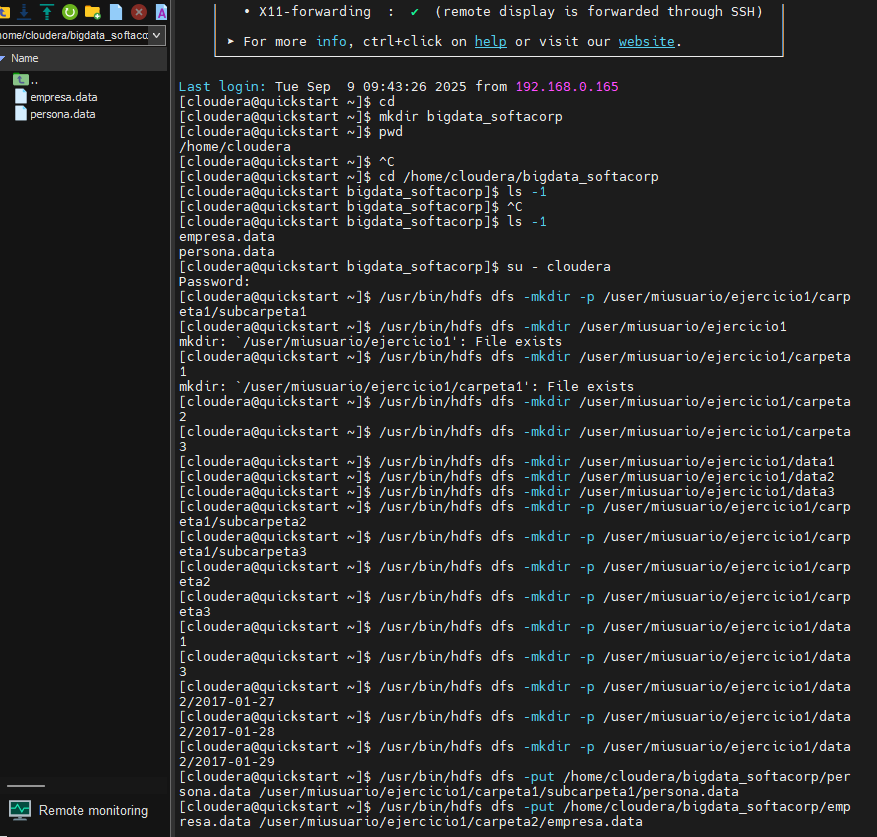 /home/cloudera/bigdata_softaco
Name
..
empresa.data
persona.data
Remote monitoring
• X11-forwarding  :  ✔  (remote display is forwarded through SSH)
➤ For more info, ctrl+click on help or visit our website.
Last login: Tue Sep  9 09:43:26 2025 from 192.168.0.165
[cloudera@quickstart ~]$ cd
[cloudera@quickstart ~]$ mkdir bigdata_softacorp
[cloudera@quickstart ~]$ pwd
/home/cloudera
[cloudera@quickstart ~]$ ^C
[cloudera@quickstart ~]$ cd /home/cloudera/bigdata_softacorp
[cloudera@quickstart bigdata_softacorp]$ ls -1
[cloudera@quickstart bigdata_softacorp]$ ^C
[cloudera@quickstart bigdata_softacorp]$ ls -1
empresa.data
persona.data
[cloudera@quickstart bigdata_softacorp]$ su - cloudera
Password:
[cloudera@quickstart ~]$ /usr/bin/hdfs dfs -mkdir -p /user/miusuario/ejercicio1/carp
eta1/subcarpeta1
[cloudera@quickstart ~]$ /usr/bin/hdfs dfs -mkdir /user/miusuario/ejercicio1
mkdir: `/user/miusuario/ejercicio1': File exists
[cloudera@quickstart ~]$ /usr/bin/hdfs dfs -mkdir /user/miusuario/ejercicio1/carpeta
1
mkdir: `/user/miusuario/ejercicio1/carpeta1': File exists
[cloudera@quickstart ~]$ /usr/bin/hdfs dfs -mkdir /user/miusuario/ejercicio1/carpeta
2
[cloudera@quickstart ~]$ /usr/bin/hdfs dfs -mkdir /user/miusuario/ejercicio1/carpeta
3
[cloudera@quickstart ~]$ /usr/bin/hdfs dfs -mkdir /user/miusuario/ejercicio1/data1
[cloudera@quickstart ~]$ /usr/bin/hdfs dfs -mkdir /user/miusuario/ejercicio1/data2
[cloudera@quickstart ~]$ /usr/bin/hdfs dfs -mkdir /user/miusuario/ejercicio1/data3
[cloudera@quickstart ~]$ /usr/bin/hdfs dfs -mkdir -p /user/miusuario/ejercicio1/carp
eta1/subcarpeta2
[cloudera@quickstart ~]$ /usr/bin/hdfs dfs -mkdir -p /user/miusuario/ejercicio1/carp
eta1/subcarpeta3
[cloudera@quickstart ~]$ /usr/bin/hdfs dfs -mkdir -p /user/miusuario/ejercicio1/carp
eta2
[cloudera@quickstart ~]$ /usr/bin/hdfs dfs -mkdir -p /user/miusuario/ejercicio1/carp
eta3
[cloudera@quickstart ~]$ /usr/bin/hdfs dfs -mkdir -p /user/miusuario/ejercicio1/data
1
[cloudera@quickstart ~]$ /usr/bin/hdfs dfs -mkdir -p /user/miusuario/ejercicio1/data
3
[cloudera@quickstart ~]$ /usr/bin/hdfs dfs -mkdir -p /user/miusuario/ejercicio1/data
2/2017-01-27
[cloudera@quickstart ~]$ /usr/bin/hdfs dfs -mkdir -p /user/miusuario/ejercicio1/data
2/2017-01-28
[cloudera@quickstart ~]$ /usr/bin/hdfs dfs -mkdir -p /user/miusuario/ejercicio1/data
2/2017-01-29
[cloudera@quickstart ~]$ /usr/bin/hdfs dfs -put /home/cloudera/bigdata_softacorp/per
sona.data /user/miusuario/ejercicio1/carpeta1/subcarpeta1/persona.data
[cloudera@quickstart ~]$ /usr/bin/hdfs dfs -put /home/cloudera/bigdata_softacorp/emp
resa.data /user/miusuario/ejercicio1/carpeta2/empresa.data